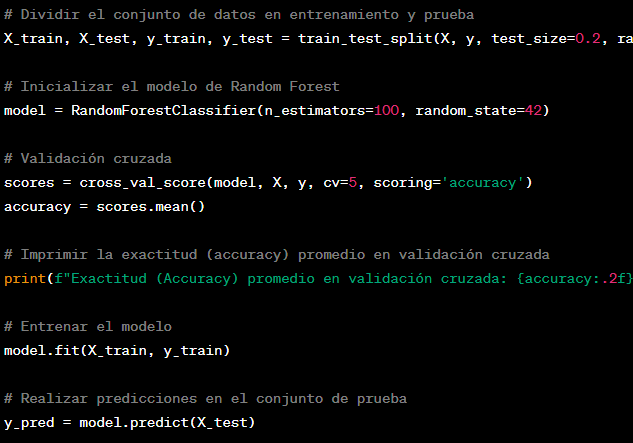 # Dividir el conjunto de datos en entrenamiento y prueba
X_train, X_test, y_train, y_test = train_test_split(X, y, test_size=0.2, ra
# Inicializar el modelo de Random Forest
model = RandomForestClassifier(n_estimators=100, random_state=42)
# Validación cruzada
scores = cross_val_score(model, X, y, cv=5, scoring='accuracy')
accuracy = scores.mean()
# Imprimir la exactitud (accuracy) promedio en validación cruzada
print(f"Exactitud (Accuracy) promedio en validación cruzada: {accuracy:.2f}
# Entrenar el modelo
model.fit(X_train, y_train)
# Realizar predicciones en el conjunto de prueba
y_pred = model.predict(X_test)